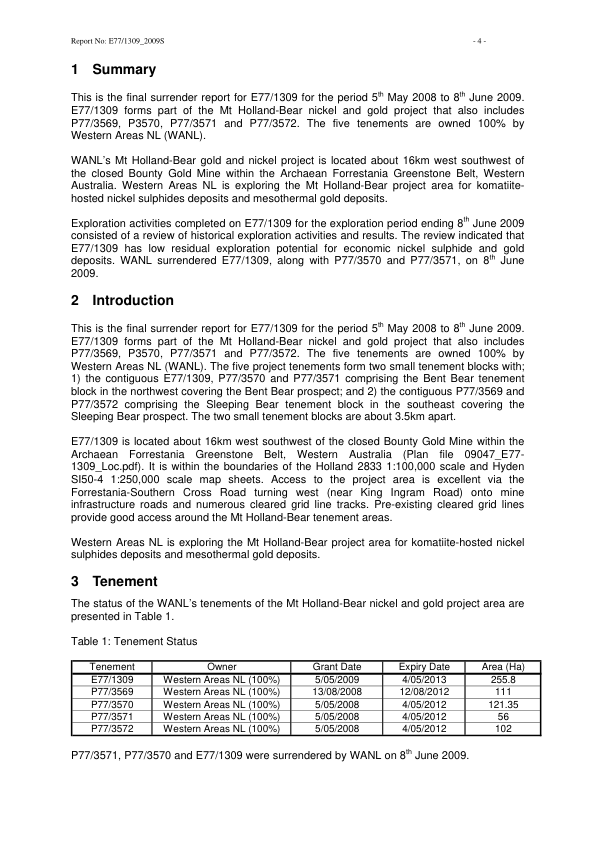 Report No: E77/1309_2009S - 4 -
1 Summary
This is the final surrender report for E77/1309 for the period 5th May 2008 to 8th June 2009.
E77/1309 forms part of the Mt Holland-Bear nickel and gold project that also includes
P77/3569, P3570, P77/3571 and P77/3572. The five tenements are owned 100% by
Western Areas NL (WANL).
WANL's Mt Holland-Bear gold and nickel project is located about 16km west southwest of
the closed Bounty Gold Mine within the Archaean Forrestania Greenstone Belt, Western
Australia. Western Areas NL is exploring the Mt Holland-Bear project area for komatiite-
hosted nickel sulphides deposits and mesothermal gold deposits.
Exploration activities completed on E77/1309 for the exploration period ending 8th June 2009
consisted of a review of historical exploration activities and results. The review indicated that
E77/1309 has low residual exploration potential for economic nickel sulphide and gold
deposits. WANL surrendered E77/1309, along with P77/3570 and P77/3571, on 8th June
2009.
2 Introduction
This is the final surrender report for E77/1309 for the period 5th May 2008 to 8th June 2009.
E77/1309 forms part of the Mt Holland-Bear nickel and gold project that also includes
P77/3569, P3570, P77/3571 and P77/3572. The five tenements are owned 100% by
Western Areas NL (WANL). The five project tenements form two small tenement blocks with;
1) the contiguous E77/1309, P77/3570 and P77/3571 comprising the Bent Bear tenement
block in the northwest covering the Bent Bear prospect; and 2) the contiguous P77/3569 and
P77/3572 comprising the Sleeping Bear tenement block in the southeast covering the
Sleeping Bear prospect. The two small tenement blocks are about 3.5km apart.
E77/1309 is located about 16km west southwest of the closed Bounty Gold Mine within the
Archaean Forrestania Greenstone Belt, Western Australia (Plan file 09047_E77-
1309_Loc.pdf). It is within the boundaries of the Holland 2833 1:100,000 scale and Hyden
SI50-4 1:250,000 scale map sheets. Access to the project area is excellent via the
Forrestania-Southern Cross Road turning west (near King Ingram Road) onto mine
infrastructure roads and numerous cleared grid line tracks. Pre-existing cleared grid lines
provide good access around the Mt Holland-Bear tenement areas.
Western Areas NL is exploring the Mt Holland-Bear project area for komatiite-hosted nickel
sulphides deposits and mesothermal gold deposits.
3 Tenement
The status of the WANL's tenements of the Mt Holland-Bear nickel and gold project area are
presented in Table 1.
Table 1: Tenement Status
Tenement Owner Grant Date Expiry Date Area (Ha)
E77/1309 Western Areas NL (100%) 5/05/2009 4/05/2013 255.8
P77/3569 Western Areas NL (100%) 13/08/2008 12/08/2012 111
P77/3570 Western Areas NL (100%) 5/05/2008 4/05/2012 121.35
P77/3571 Western Areas NL (100%) 5/05/2008 4/05/2012 56
P77/3572 Western Areas NL (100%) 5/05/2008 4/05/2012 102
P77/3571, P77/3570 and E77/1309 were surrendered by WANL on 8th June 2009.